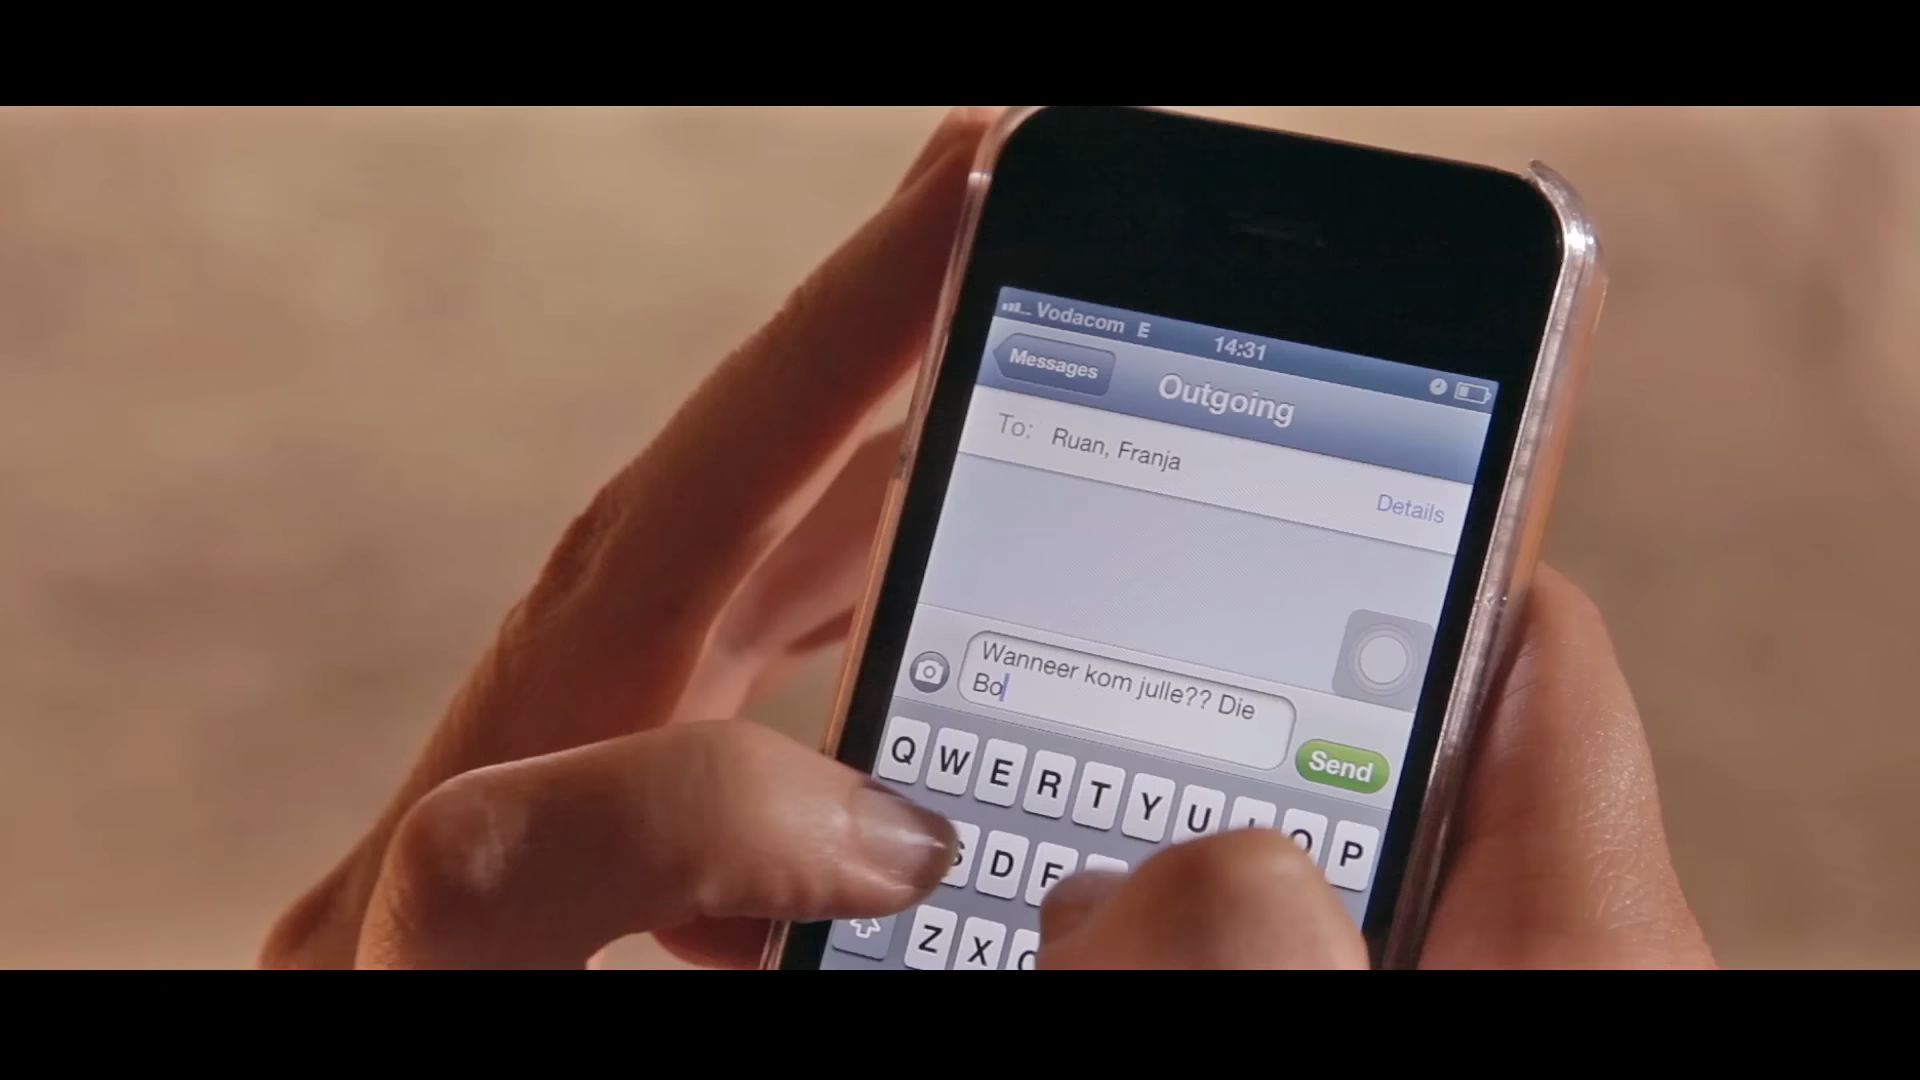 Vodacom E 14:31
Messages
Outgoing
To: Ruan, Franja
Details
Wanneer kom julle?? Die
Bo
Send
Q W E R T Y U O P
S D F
Z X